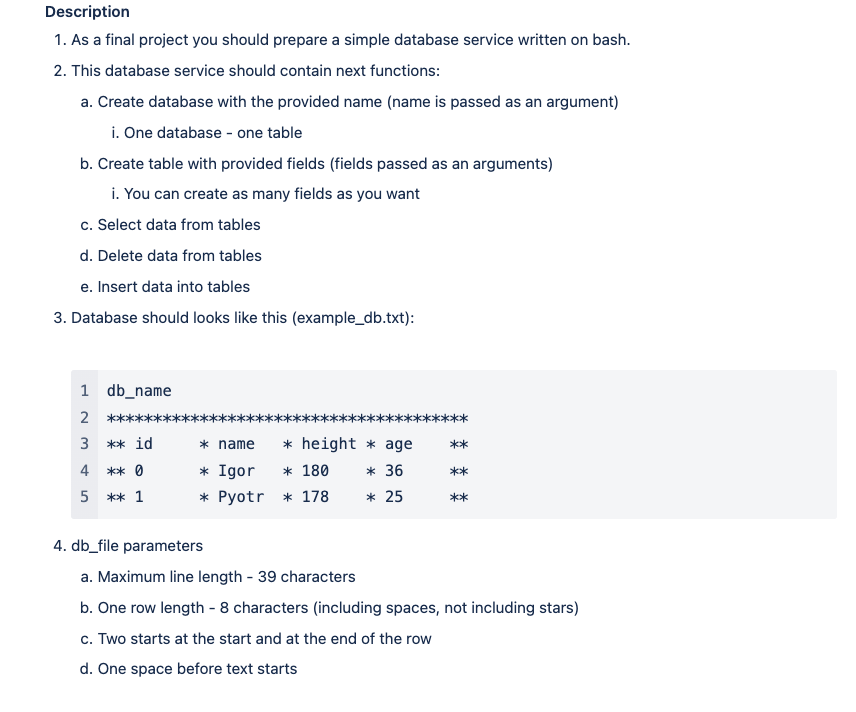 Description
1. As a final project you should prepare a simple database service written on bash.
2. This database service should contain next functions:
a. Create database with the provided name (name is passed as an argument)
i. One database - one table
b. Create table with provided fields (fields passed as an arguments)
i. You can create as many fields as you want
c. Select data from tables
d. Delete data from tables
e. Insert data into tables
3. Database should looks like this (example_db.txt):
1 db_name
2 ***************************************
3 ** id     * name   * height * age    **
4 ** 0      * Igor   * 180    * 36     **
5 ** 1      * Pyotr  * 178    * 25     **
4. db_file parameters
a. Maximum line length - 39 characters
b. One row length - 8 characters (including spaces, not including stars)
c. Two starts at the start and at the end of the row
d. One space before text starts